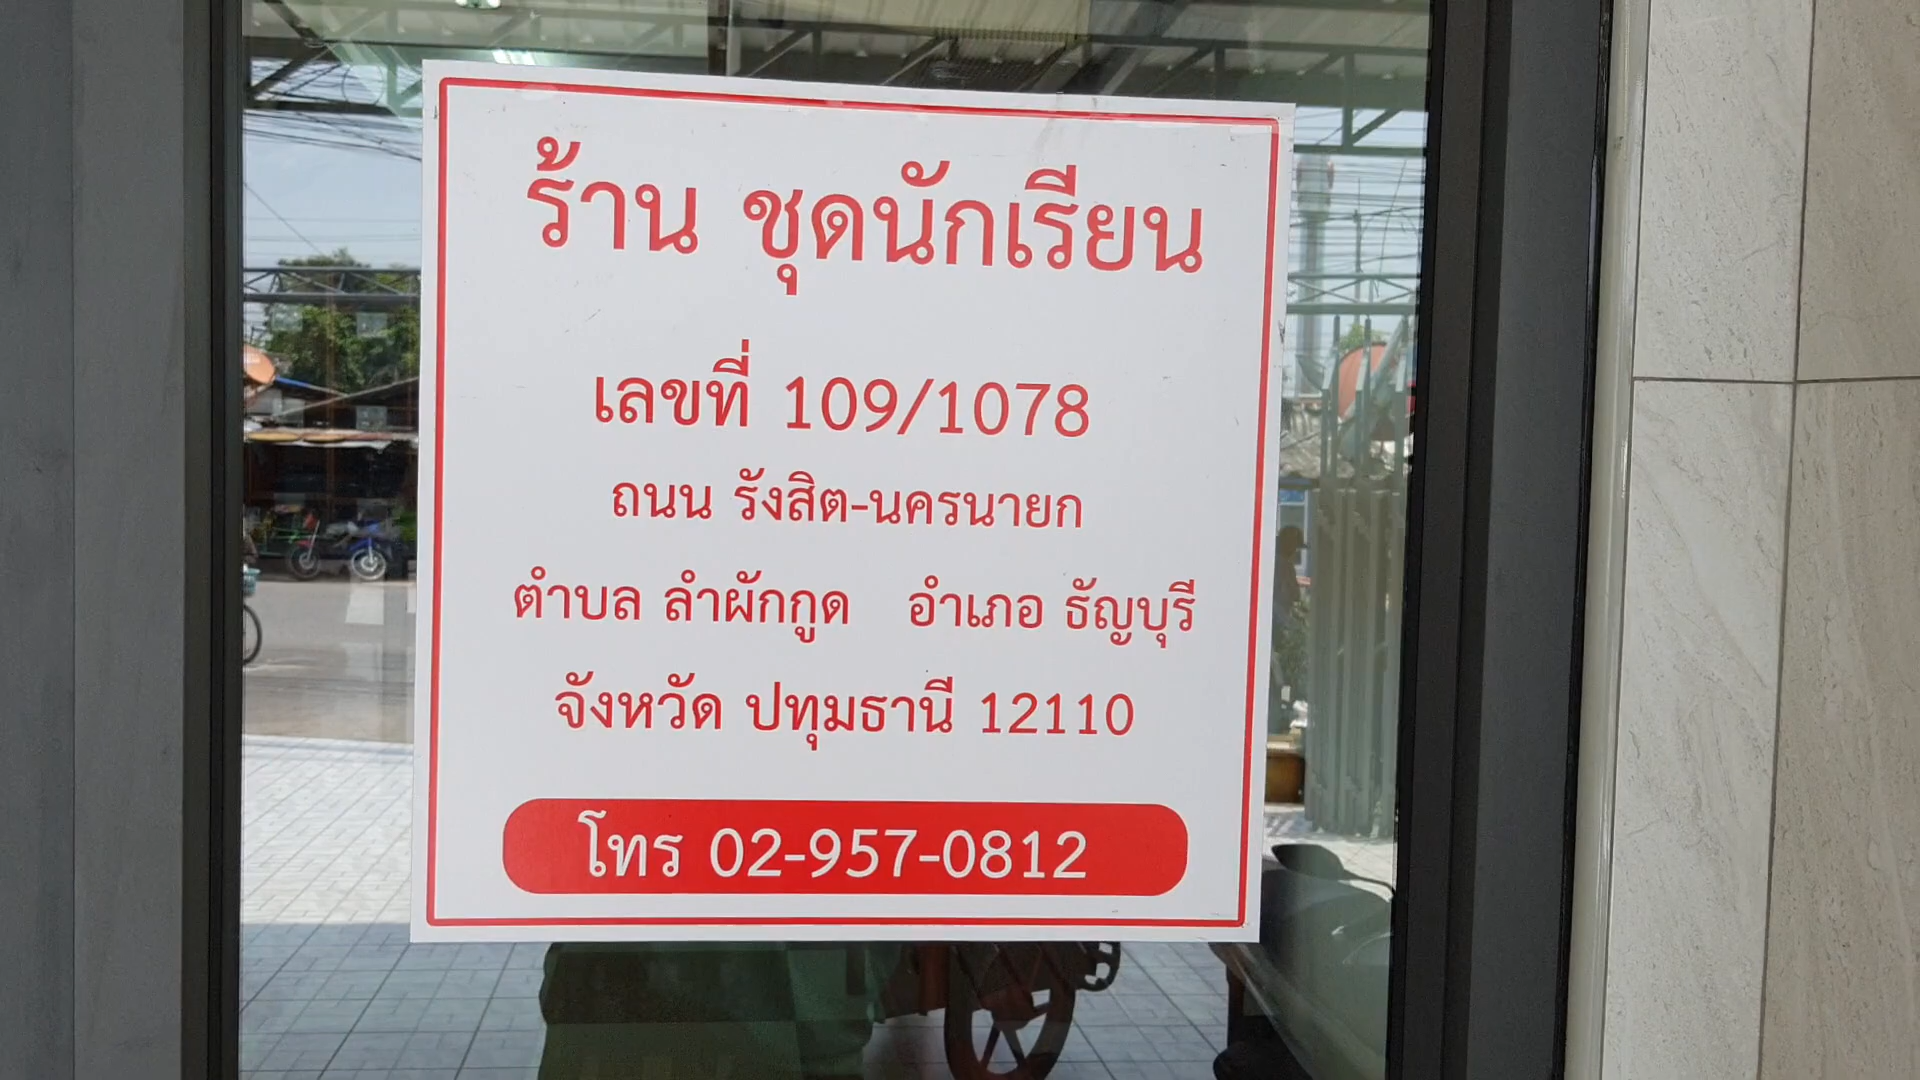 ร้าน ชุดนักเรียน
เลขที่ 109/1078
ถนน รังสิต-นครนายก
ตำบล ลำผักกูด อำเภอ ธัญบุรี
จังหวัด ปทุมธานี 12110
โทร 02-957-0812